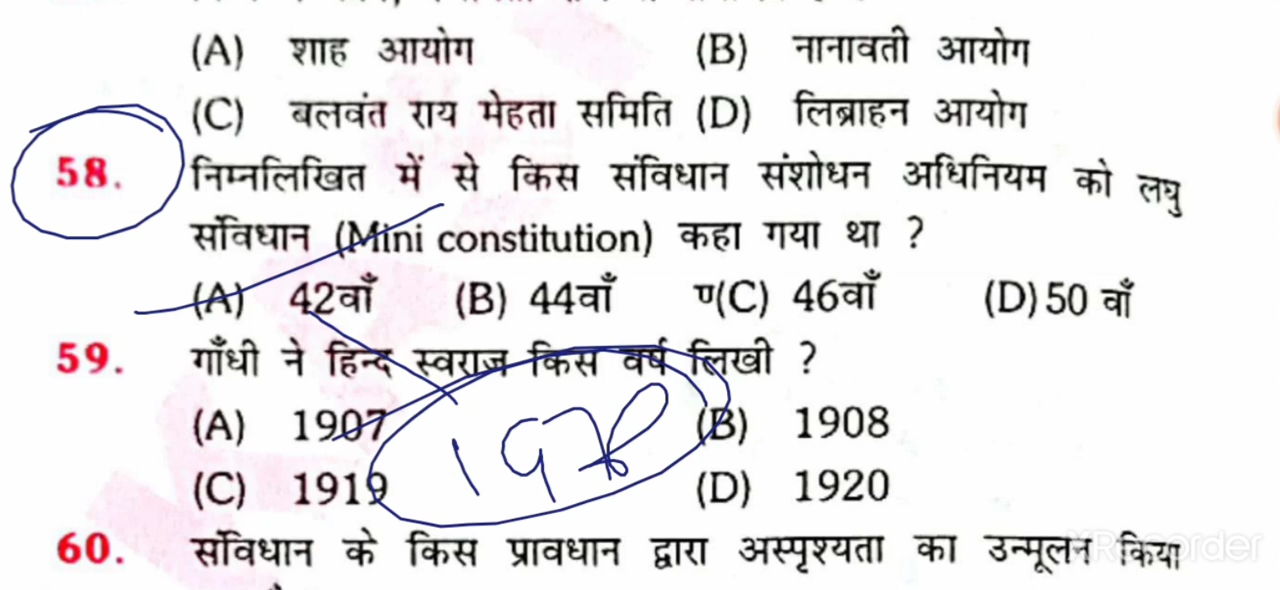 (A) शाह आयोग (B) नानावती आयोग
(C) बलवंत राय मेहता समिति (D) लिब्राहन आयोग
58. निम्नलिखित में से किस संविधान संशोधन अधिनियम को लघु
संविधान (Mini constitution) कहा गया था ?
(A) 42वाँ (B) 44वाँ ण(C) 46वाँ (D) 50 वाँ
59. गाँधी ने हिन्द स्वराज किस वर्ष लिखी ?
(A) 1907 (B) 1908
(C) 1919 (D) 1920
60. संविधान के किस प्रावधान द्वारा अस्पृश्यता का उन्मूलन किया
XRecorder